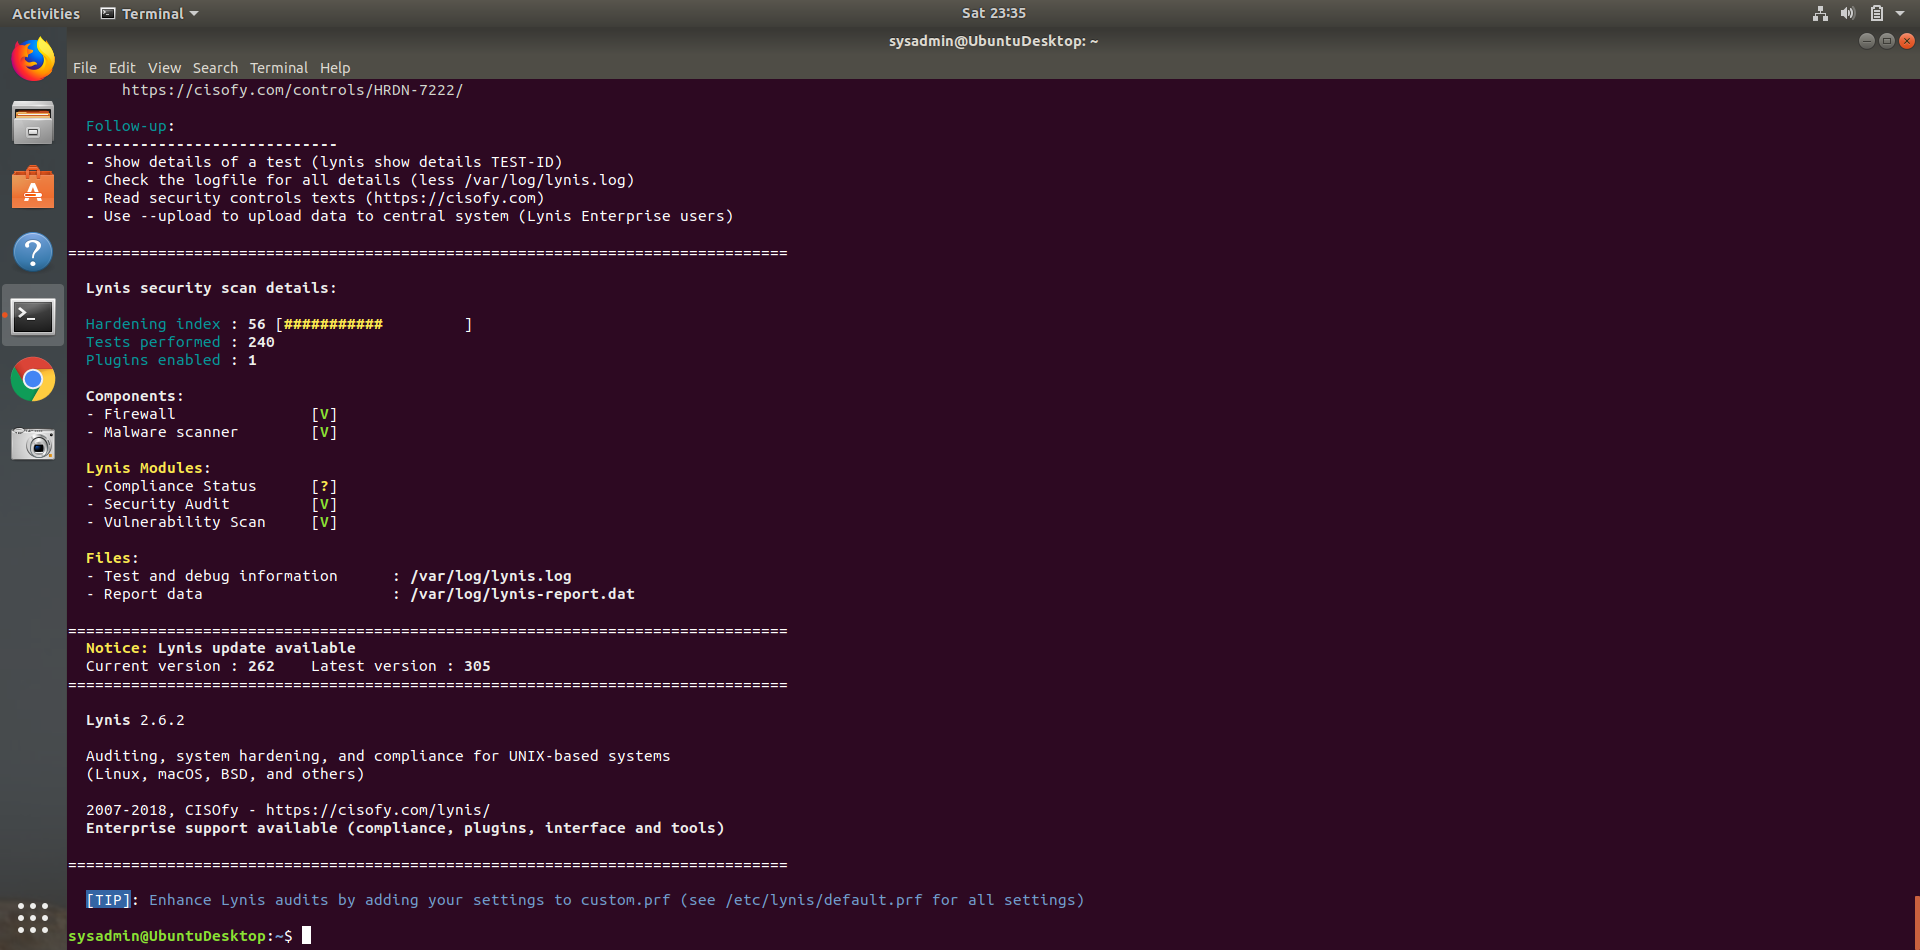 Activities Terminal Sat 23:35
sysadmin@UbuntuDesktop: ~
File Edit View Search Terminal Help
https://cisofy.com/controls/HRDN-7222/
Follow-up:
----------------------------
- Show details of a test (lynis show details TEST-ID)
- Check the logfile for all details (less /var/log/lynis.log)
- Read security controls texts (https://cisofy.com)
- Use --upload to upload data to central system (Lynis Enterprise users)
================================================================================
Lynis security scan details:
Hardening index : 56 [###########         ]
Tests performed : 240
Plugins enabled : 1
Components:
- Firewall               [V]
- Malware scanner        [V]
Lynis Modules:
- Compliance Status      [?]
- Security Audit         [V]
- Vulnerability Scan     [V]
Files:
- Test and debug information      : /var/log/lynis.log
- Report data                     : /var/log/lynis-report.dat
================================================================================
Notice: Lynis update available
Current version : 262    Latest version : 305
================================================================================
Lynis 2.6.2
Auditing, system hardening, and compliance for UNIX-based systems
(Linux, macOS, BSD, and others)
2007-2018, CISOfy - https://cisofy.com/lynis/
Enterprise support available (compliance, plugins, interface and tools)
================================================================================
[TIP]: Enhance Lynis audits by adding your settings to custom.prf (see /etc/lynis/default.prf for all settings)
sysadmin@UbuntuDesktop:~$